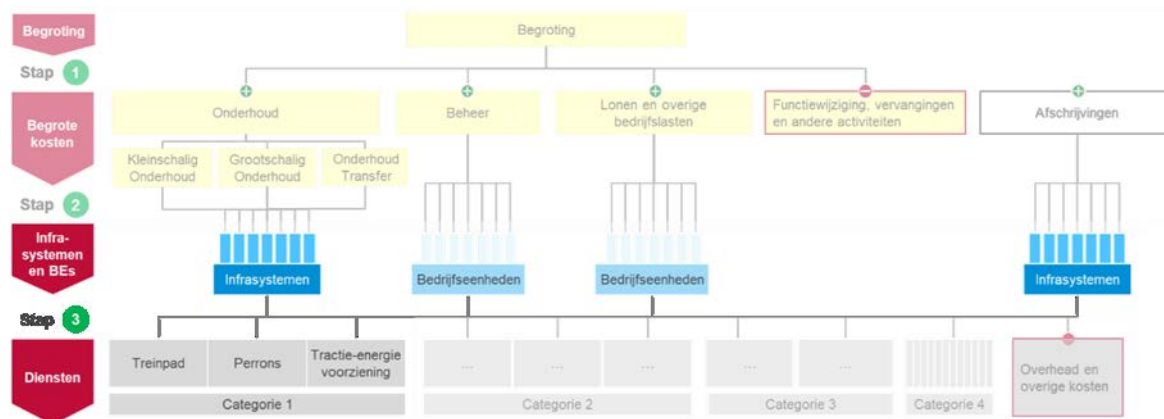 Begroting
Begroting
Stap 1
Begrote
kosten
Onderhoud
Beheer
Lonen en overige
bedrijfslasten
Functiewijziging, vervangingen
en andere activiteiten
Afschrijvingen
Kleinschalig
Onderhoud
Grootschalig
Onderhoud
Onderhoud
Transfer
Stap 2
Infra-
systemen
en BEs
Infrasystemen
Bedrijfseenheden
Bedrijfseenheden
Infrasystemen
Stap 3
Diensten
Treinpad
Perrons
Tractie-energie
voorziening
...
...
...
...
...
Overhead en
overige kosten
Categorie 1
Categorie 2
Categorie 3
Categorie 4